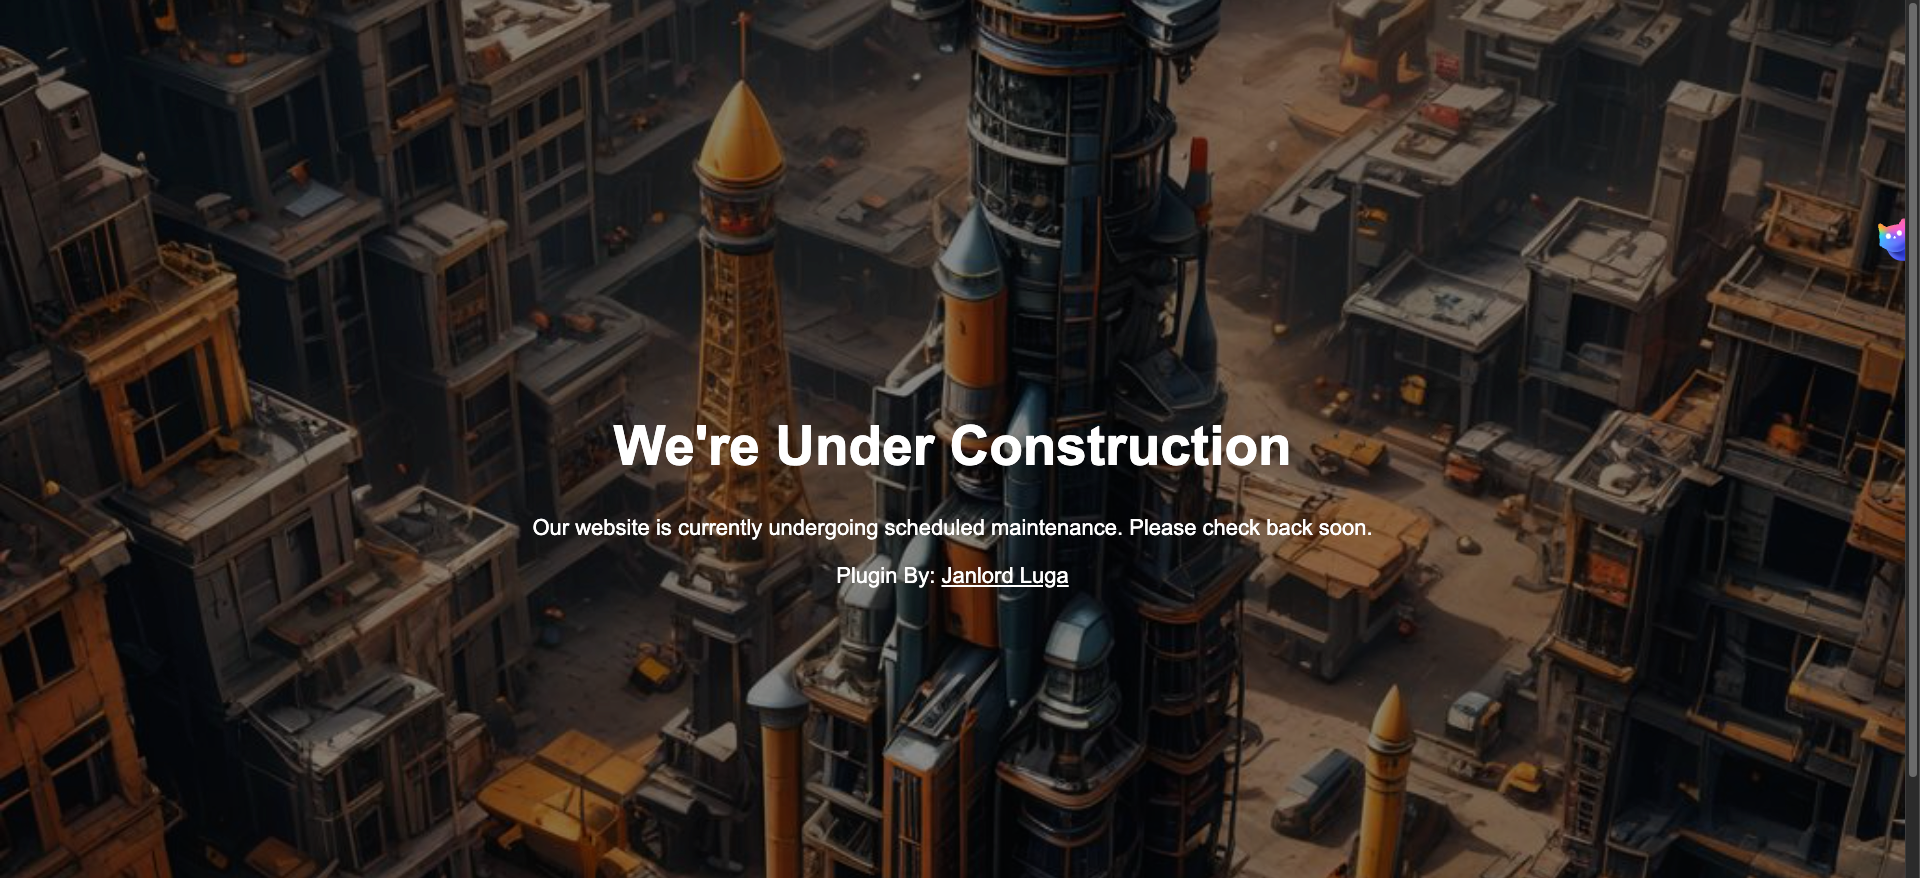 We're Under Construction
Our website is currently undergoing scheduled maintenance. Please check back soon.
Plugin By: Janlord Luga